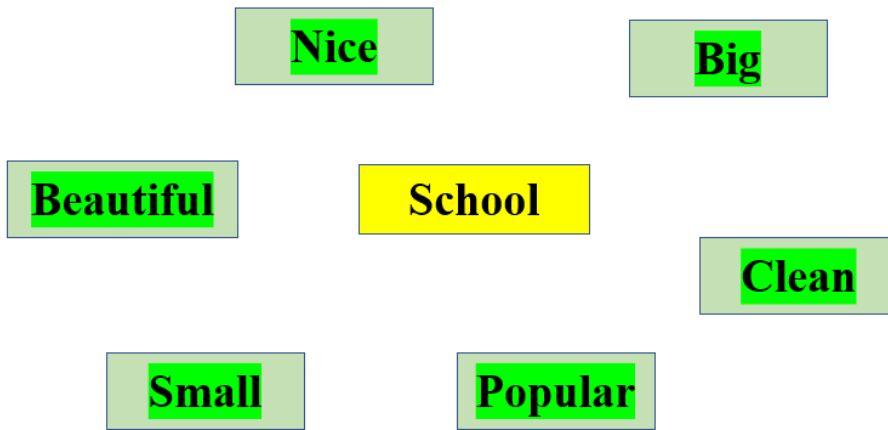 Nice
Big
Beautiful
School
Clean
Small
Popular